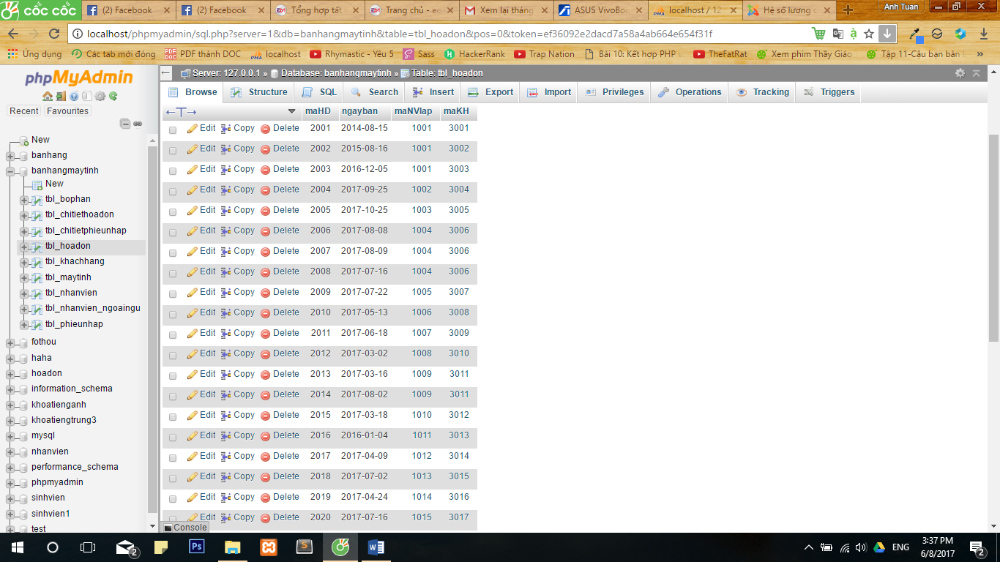 cốc cốc
(2) Facebook
(2) Facebook
Tổng hợp tất
Trang chủ - e
Xem lại tháng
ASUS VivoBo
localhost / 12
Hệ số lương c
Anh Tuan
localhost/phpmyadmin/sql.php?server=1&db=banhangmaytinh&table=tbl_hoadon&pos=0&token=ef36092e2dacd7a58a4ab664e654f31f
Ứng dụng
Các tab mới đóng
PDF thành DOC
localhost
Rhymastic - Yêu 5
Sass
HackerRank
Trap Nation
Bài 10: Kết hợp PHP v
TheFatRat
Xem phim Thầy Giáo
Tập 11-Cậu bạn bản
phpMyAdmin
Recent Favourites
New
banhang
banhangmaytinh
New
tbl_bophan
tbl_chitiethoadon
tbl_chitietphieunhap
tbl_hoadon
tbl_khachhang
tbl_maytinh
tbl_nhanvien
tbl_nhanvien_ngoaingu
tbl_phieunhap
fothou
haha
hoadon
information_schema
khoatienganh
khoatiengtrung3
mysql
nhanvien
performance_schema
phpmyadmin
sinhvien
sinhvien1
test
Server: 127.0.0.1 » Database: banhangmaytinh » Table: tbl_hoadon
Browse Structure SQL Search Insert Export Import Privileges Operations Tracking Triggers
maHD ngayban maNVlap maKH
Edit Copy Delete 2001 2014-08-15 1001 3001
Edit Copy Delete 2002 2015-08-16 1001 3002
Edit Copy Delete 2003 2016-12-05 1001 3003
Edit Copy Delete 2004 2017-09-25 1002 3004
Edit Copy Delete 2005 2017-10-25 1003 3005
Edit Copy Delete 2006 2017-08-08 1004 3006
Edit Copy Delete 2007 2017-08-09 1004 3006
Edit Copy Delete 2008 2017-07-16 1004 3006
Edit Copy Delete 2009 2017-07-22 1005 3007
Edit Copy Delete 2010 2017-05-13 1006 3008
Edit Copy Delete 2011 2017-06-18 1007 3009
Edit Copy Delete 2012 2017-03-02 1008 3010
Edit Copy Delete 2013 2017-03-16 1009 3011
Edit Copy Delete 2014 2017-08-02 1009 3011
Edit Copy Delete 2015 2017-03-18 1010 3012
Edit Copy Delete 2016 2016-01-04 1011 3013
Edit Copy Delete 2017 2017-04-09 1012 3014
Edit Copy Delete 2018 2017-07-02 1013 3015
Edit Copy Delete 2019 2017-04-24 1014 3016
Edit Copy Delete 2020 2017-07-16 1015 3017
Console
2
Ps
ENG
3:37 PM
6/8/2017
2